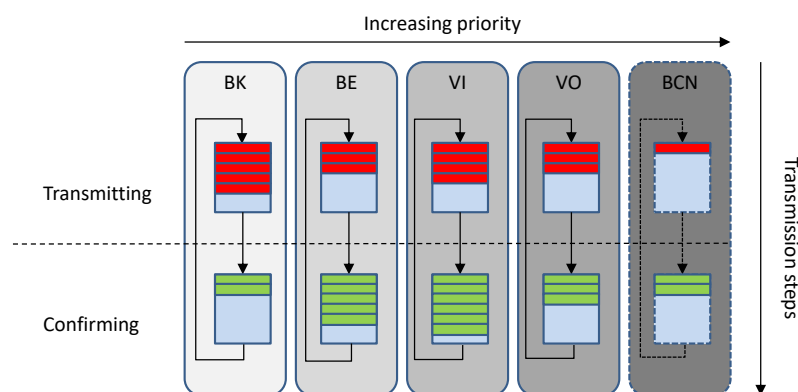 Increasing priority
BK
BE
VI
VO
BCN
Transmitting
Confirming
Transmission steps